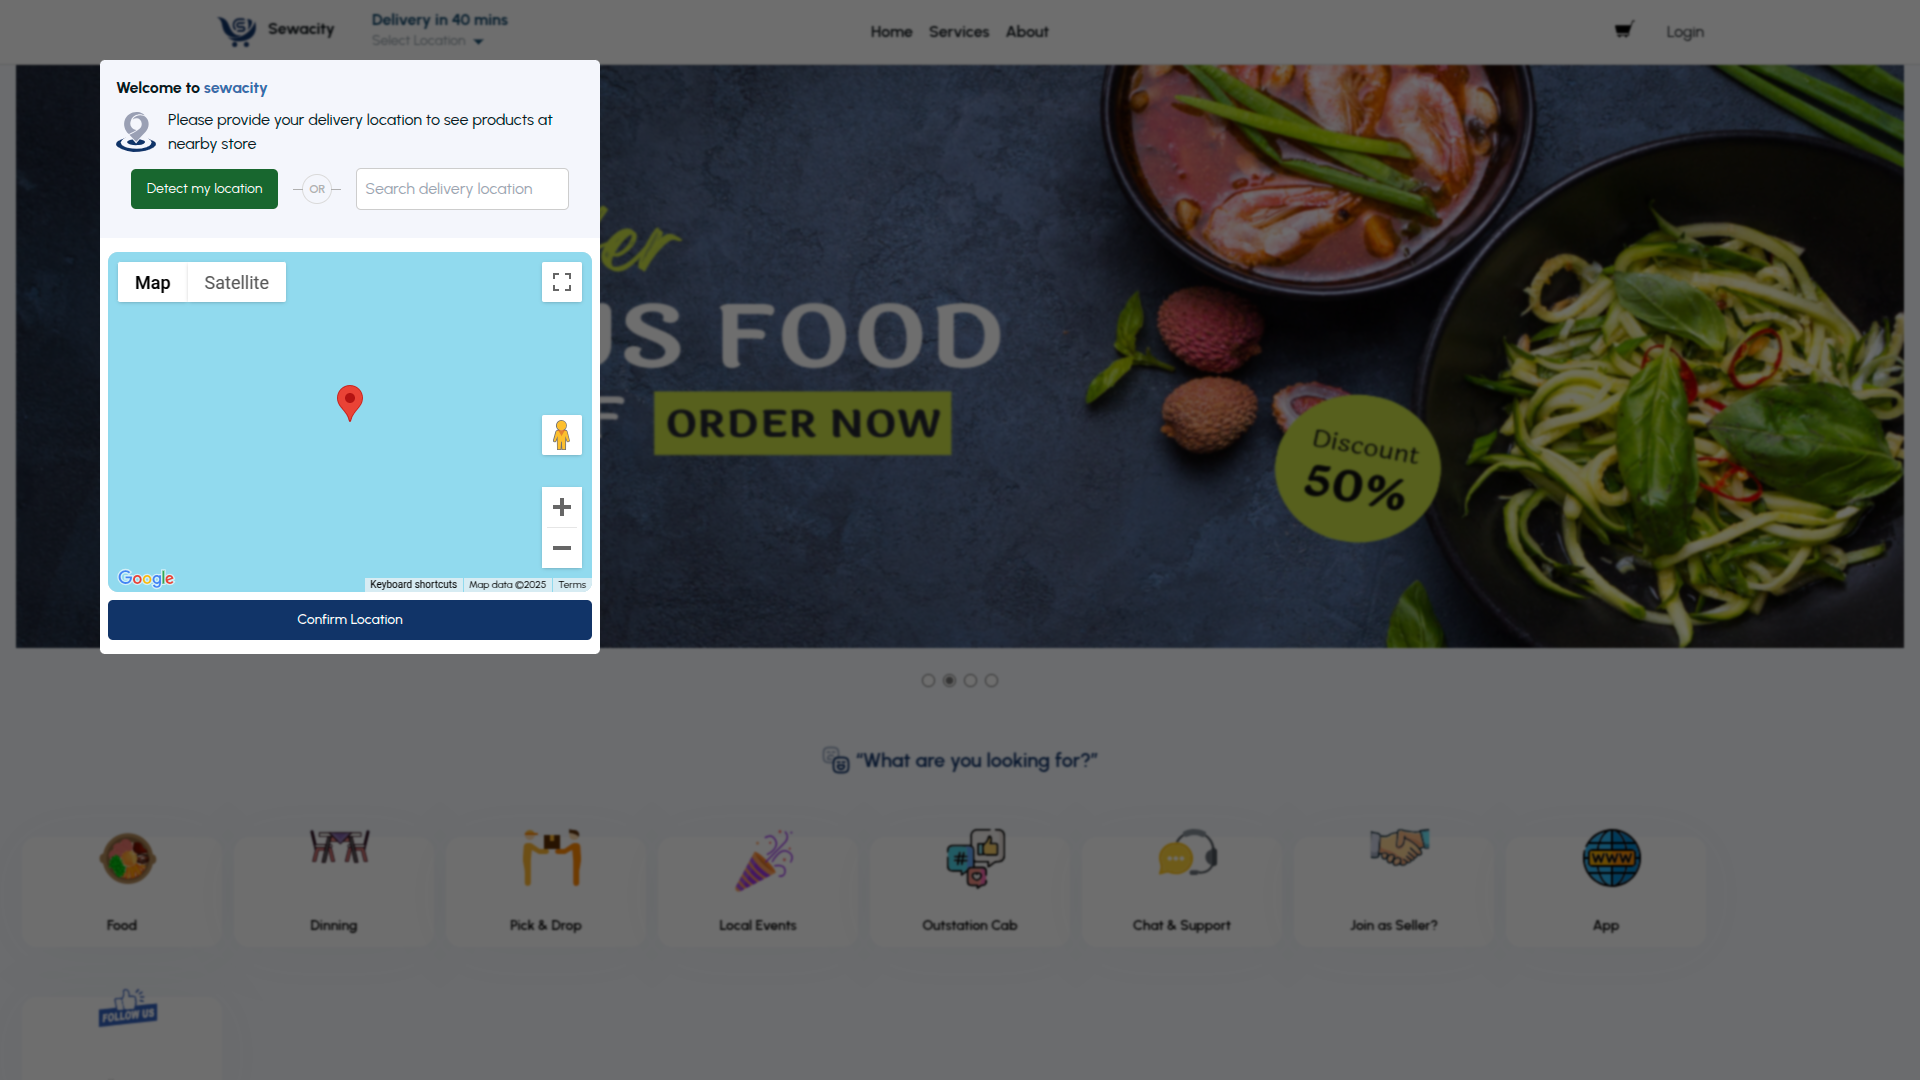 Sewacity
Delivery in 40 mins
Select Location
Home Services About
Login
Welcome to sewacity
Please provide your delivery location to see products at
nearby store
Detect my location
OR
Search delivery location
Map Satellite
Google
Keyboard shortcuts
Map data ©2025
Terms
Confirm Location
US FOOD
ORDER NOW
Discount
50%
“What are you looking for?”
Food
Dinning
Pick & Drop
Local Events
Outstation Cab
Chat & Support
Join as Seller?
WWW
App
FOLLOW US